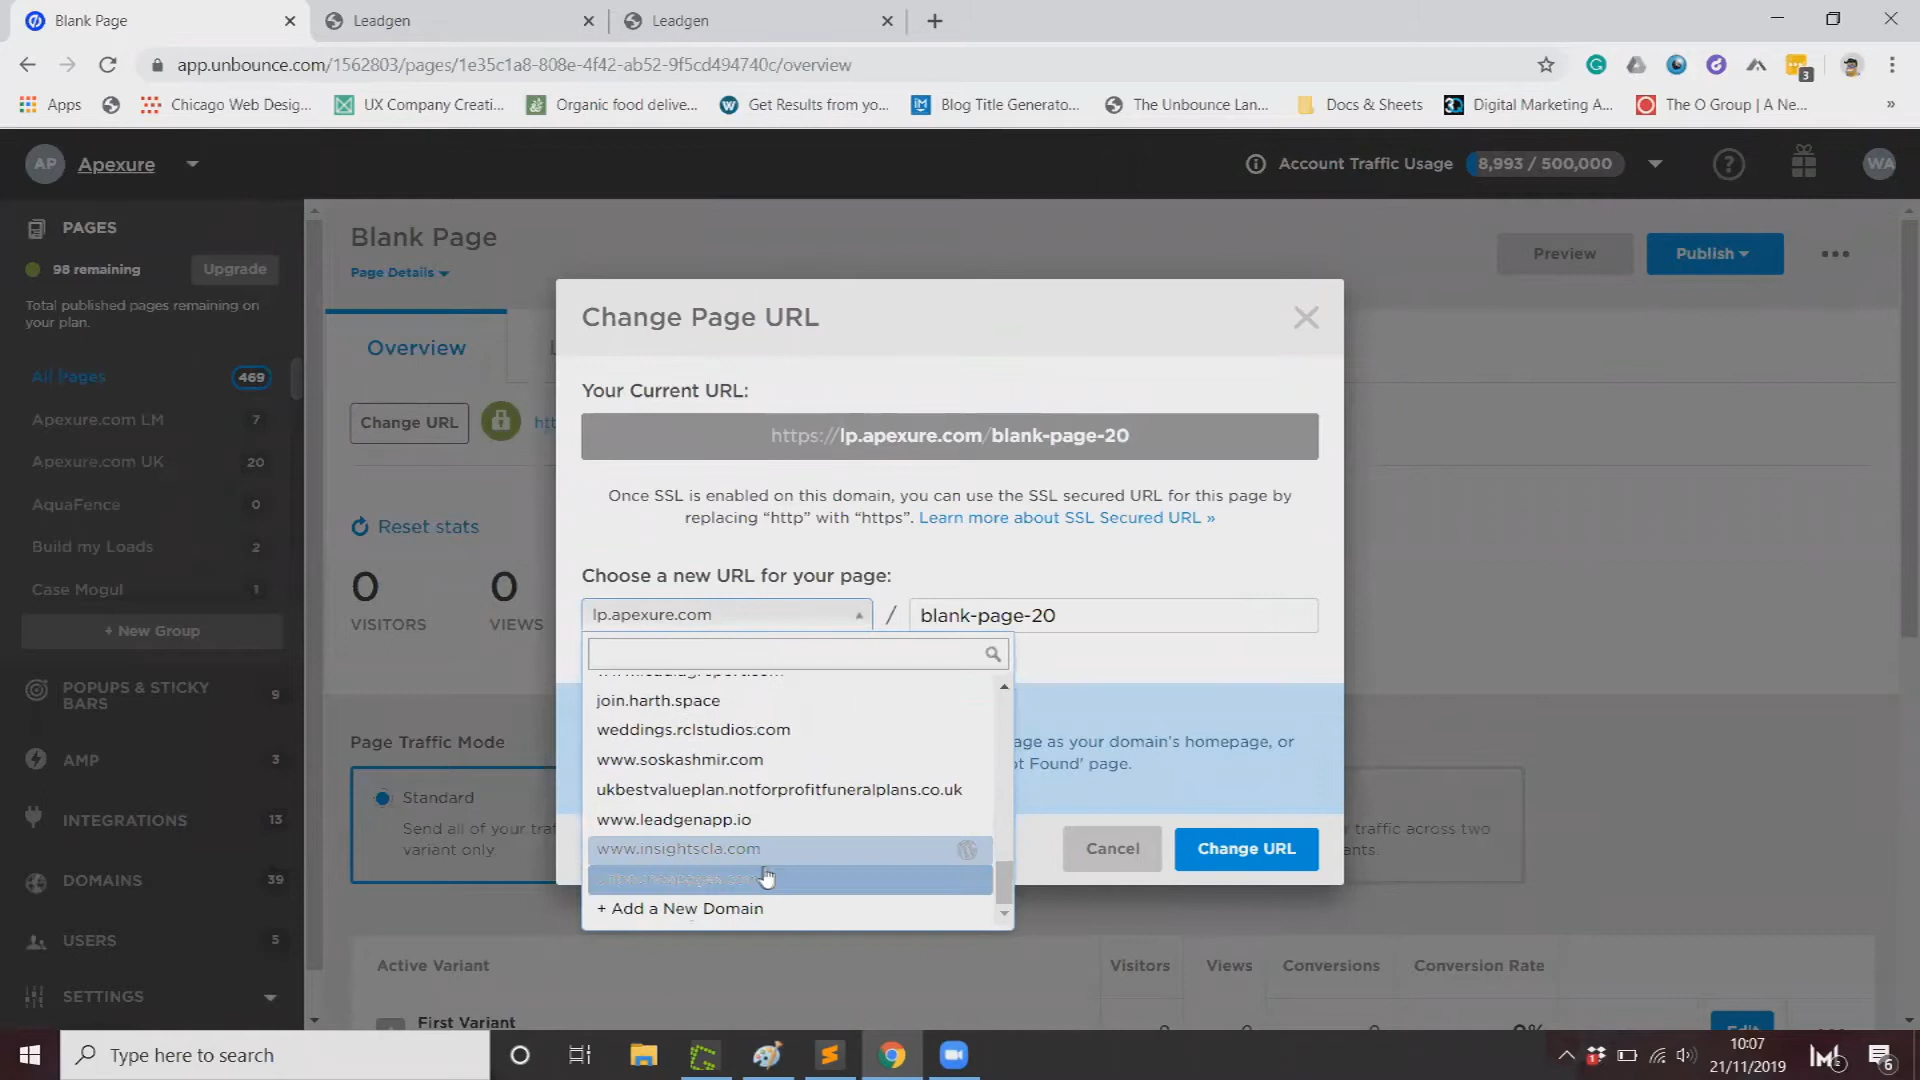 Blank Page
Leadgen
Leadgen
app.unbounce.com/1562803/pages/1e35c1a8-808e-4f42-ab52-9f5cd494740c/overview
3
Apps
Chicago Web Desig...
UX Company Creati...
Organic food delive...
Get Results from yo...
Blog Title Generato...
The Unbounce Lan...
Docs & Sheets
Digital Marketing A...
The O Group | A Ne...
»
AP
Apexure
Account Traffic Usage
8,993 / 500,000
?
WA
PAGES
98 remaining
Upgrade
Total published pages remaining on
your plan.
All Pages
469
Apexure.com LM
7
Apexure.com UK
20
AquaFence
0
Build my Loads
2
Case Mogul
1
+ New Group
POPUPS & STICKY
BARS
9
AMP
3
INTEGRATIONS
13
DOMAINS
39
USERS
5
SETTINGS
Blank Page
Page Details
Preview
Publish
Overview
Change URL
Reset stats
0
VISITORS
0
VIEWS
Page Traffic Mode
Standard
Send all of your
variant only.
traffic across two
Active Variant
Visitors
Views
Conversions
Conversion Rate
First Variant
Change Page URL
Your Current URL:
https://lp.apexure.com/blank-page-20
Once SSL is enabled on this domain, you can use the SSL secured URL for this page by
replacing “http” with “https”. Learn more about SSL Secured URL »
Choose a new URL for your page:
lp.apexure.com
/
blank-page-20
join.harth.space
weddings.rclstudios.com
www.soskashmir.com
ukbestvalueplan.notforprofitfuneralplans.co.uk
www.leadgenapp.io
www.insightscla.com
+ Add a New Domain
as your domain’s homepage, or
Found’ page.
Cancel
Change URL
Type here to search
10:07
21/11/2019
6